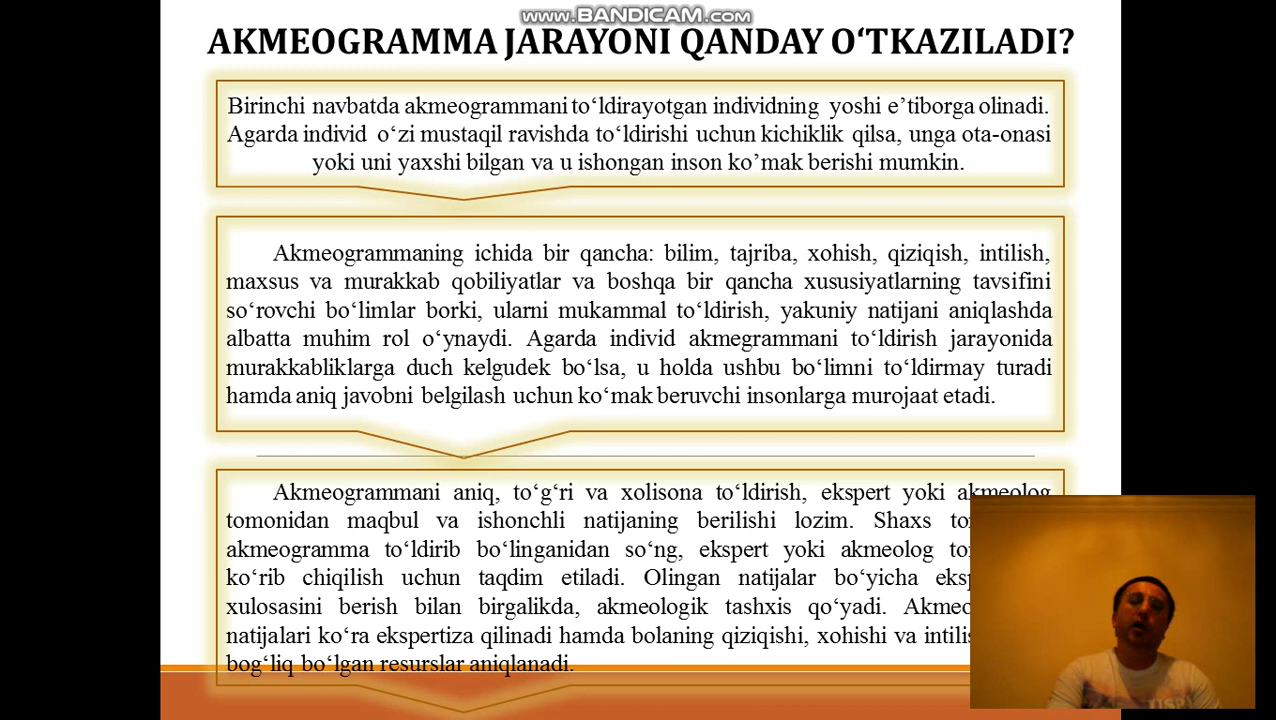 www.BANDICAM.com
AKMEOGRAMMA JARAYONI QANDAY O‘TKAZILADI?
Birinchi navbatda akmeogrammani to‘ldirayotgan individning yoshi e’tiborga olinadi.
Agarda individ o‘zi mustaqil ravishda to‘ldirishi uchun kichiklik qilsa, unga ota-onasi
yoki uni yaxshi bilgan va u ishongan inson ko’mak berishi mumkin.
Akmeogrammaning ichida bir qancha: bilim, tajriba, xohish, qiziqish, intilish,
maxsus va murakkab qobiliyatlar va boshqa bir qancha xususiyatlarning tavsifini
so‘rovchi bo‘limlar borki, ularni mukammal to‘ldirish, yakuniy natijani aniqlashda
albatta muhim rol o‘ynaydi. Agarda individ akmegrammani to‘ldirish jarayonida
murakkabliklarga duch kelgudek bo‘lsa, u holda ushbu bo‘limni to‘ldirmay turadi
hamda aniq javobni belgilash uchun ko‘mak beruvchi insonlarga murojaat etadi.
Akmeogrammani aniq, to‘g‘ri va xolisona to‘ldirish, ekspert yoki akmeolog
tomonidan maqbul va ishonchli natijaning berilishi lozim. Shaxs
akmeogramma to‘ldirib bo‘linganidan so‘ng, ekspert yoki akmeolog
ko‘rib chiqilish uchun taqdim etiladi. Olingan natijalar bo‘yicha
xulosasini berish bilan birgalikda, akmeologik tashxis qo‘yadi.
natijalari ko‘ra ekspertiza qilinadi hamda bolaning qiziqishi, xohishi va
bog‘liq bo‘lgan resurslar aniqlanadi.